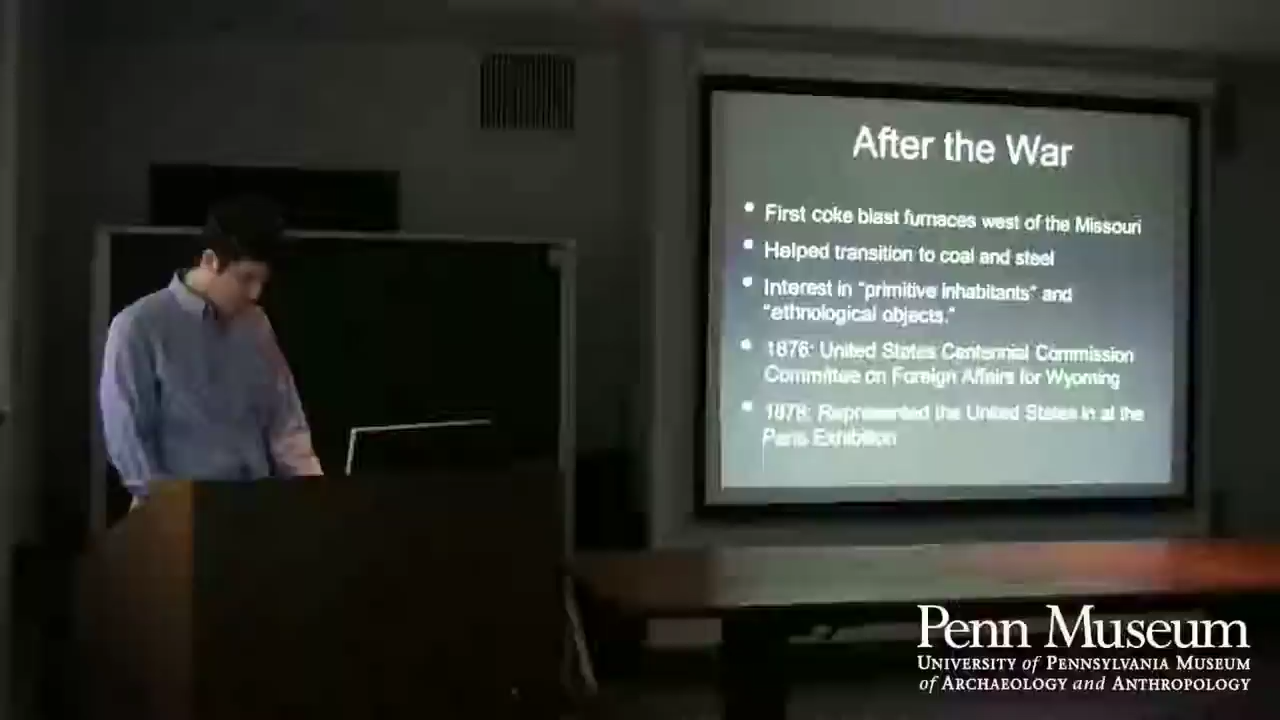 After the War
• First coke blast furnaces west of the Missouri
• Helped transition to coal and steel
• Interest in "primitive inhabitants" and
"ethnological objects."
• 1876: United States Centennial Commission
Committee on Foreign Affairs for Wyoming
• 1878: Represented the United States in at the
Paris Exhibition
Penn Museum
UNIVERSITY of PENNSYLVANIA MUSEUM
of ARCHAEOLOGY and ANTHROPOLOGY